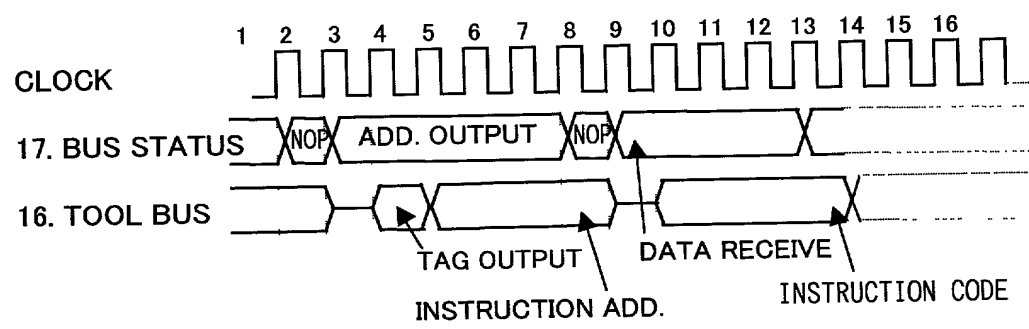 1 2 3 4 5 6 7 8 9 10 11 12 13 14 15 16
CLOCK
17. BUS STATUS NOP ADD. OUTPUT NOP
16. TOOL BUS
TAG OUTPUT DATA RECEIVE
INSTRUCTION ADD. INSTRUCTION CODE